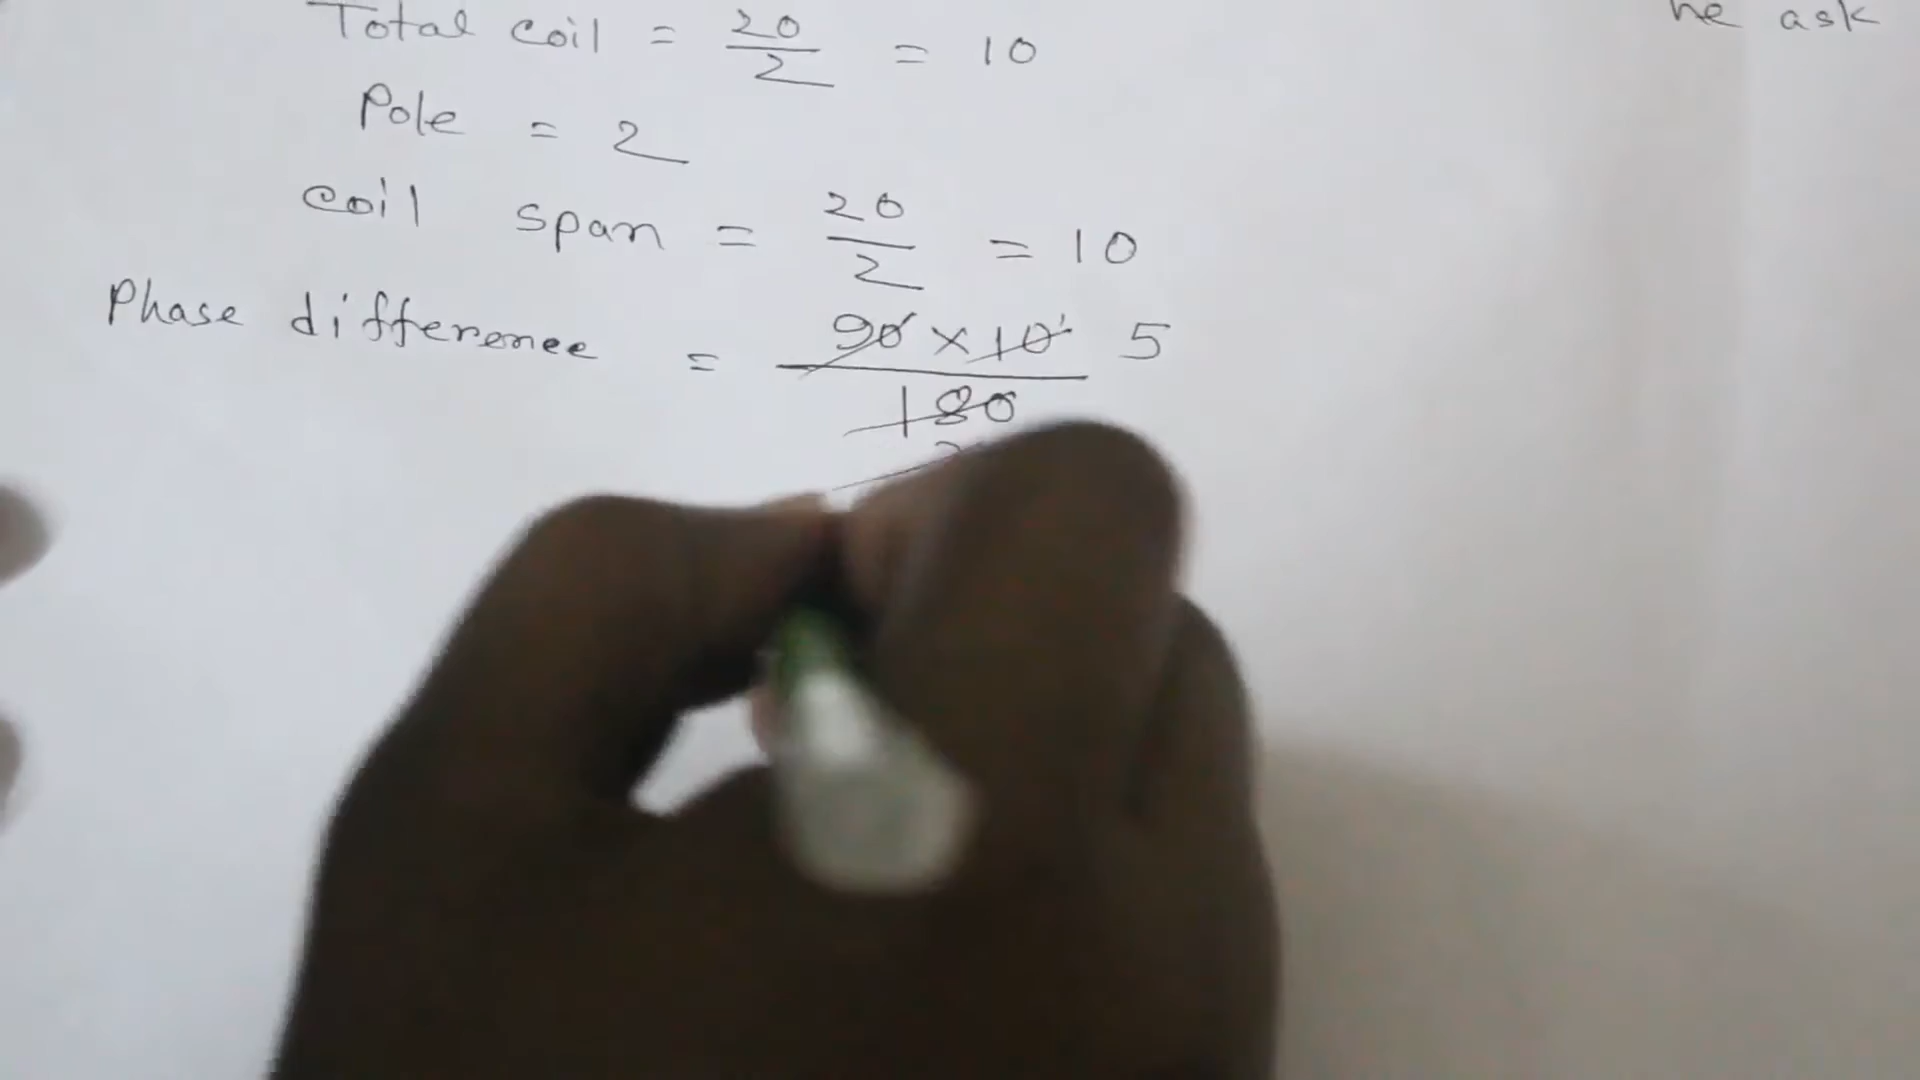 he ask
Total coil = 20/2 = 10
Pole = 2
coil span = 20/2 = 10
Phase difference = 90 x 10 / 180 5